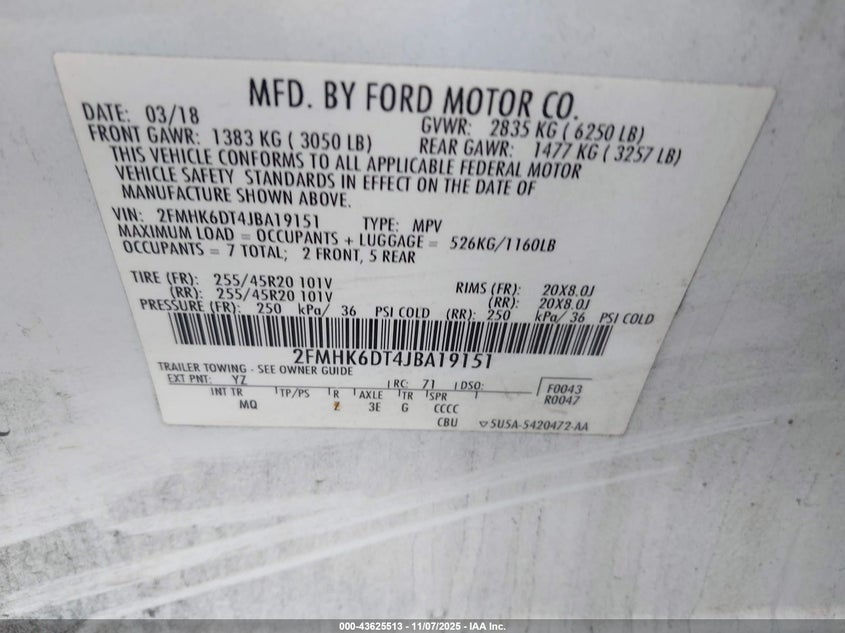 MFD. BY FORD MOTOR CO.
DATE: 03/18
GVWR: 2835 KG ( 6250 LB)
FRONT GAWR: 1383 KG ( 3050 LB)
REAR GAWR: 1477 KG ( 3257 LB)
THIS VEHICLE CONFORMS TO ALL APPLICABLE FEDERAL MOTOR
VEHICLE SAFETY STANDARDS IN EFFECT ON THE DATE OF
MANUFACTURE SHOWN ABOVE.
VIN: 2FMHK6DT4JBA19151 TYPE: MPV
MAXIMUM LOAD = OCCUPANTS + LUGGAGE = 526KG/1160LB
OCCUPANTS = 7 TOTAL; 2 FRONT, 5 REAR
TIRE (FR): 255/45R20 101V RIMS (FR): 20X8.0J
(RR): 255/45R20 101V (RR): 20X8.0J
PRESSURE (FR): 250 kPa/ 36 PSI COLD (RR): 250 kPa/ 36 PSI COLD
2FMHK6DT4JBA19151
TRAILER TOWING - SEE OWNER GUIDE
EXT PNT: YZ RC: 71 DSO: F0043
INT TR TP/PS R AXLE TR SPR R0047
MQ Z 3E G CCCC
CBU ▽5U5A-5420472-AA
000-43625513 - 11/07/2025 - IAA Inc.